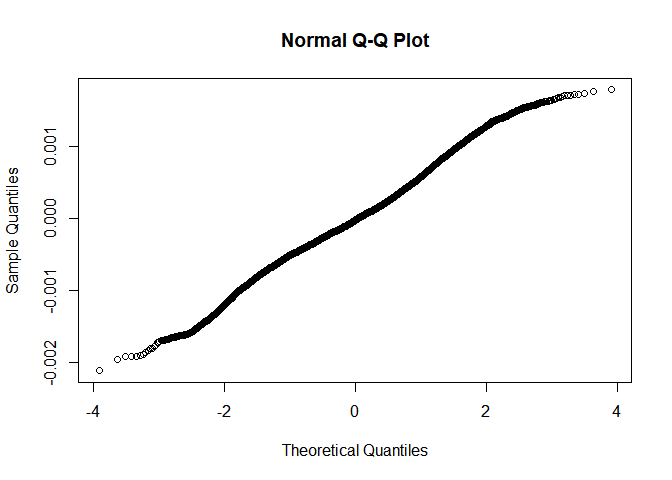 Normal Q-Q Plot
Sample Quantiles
0.001
0.000
-0.001
-0.002
-4 -2 0 2 4
Theoretical Quantiles